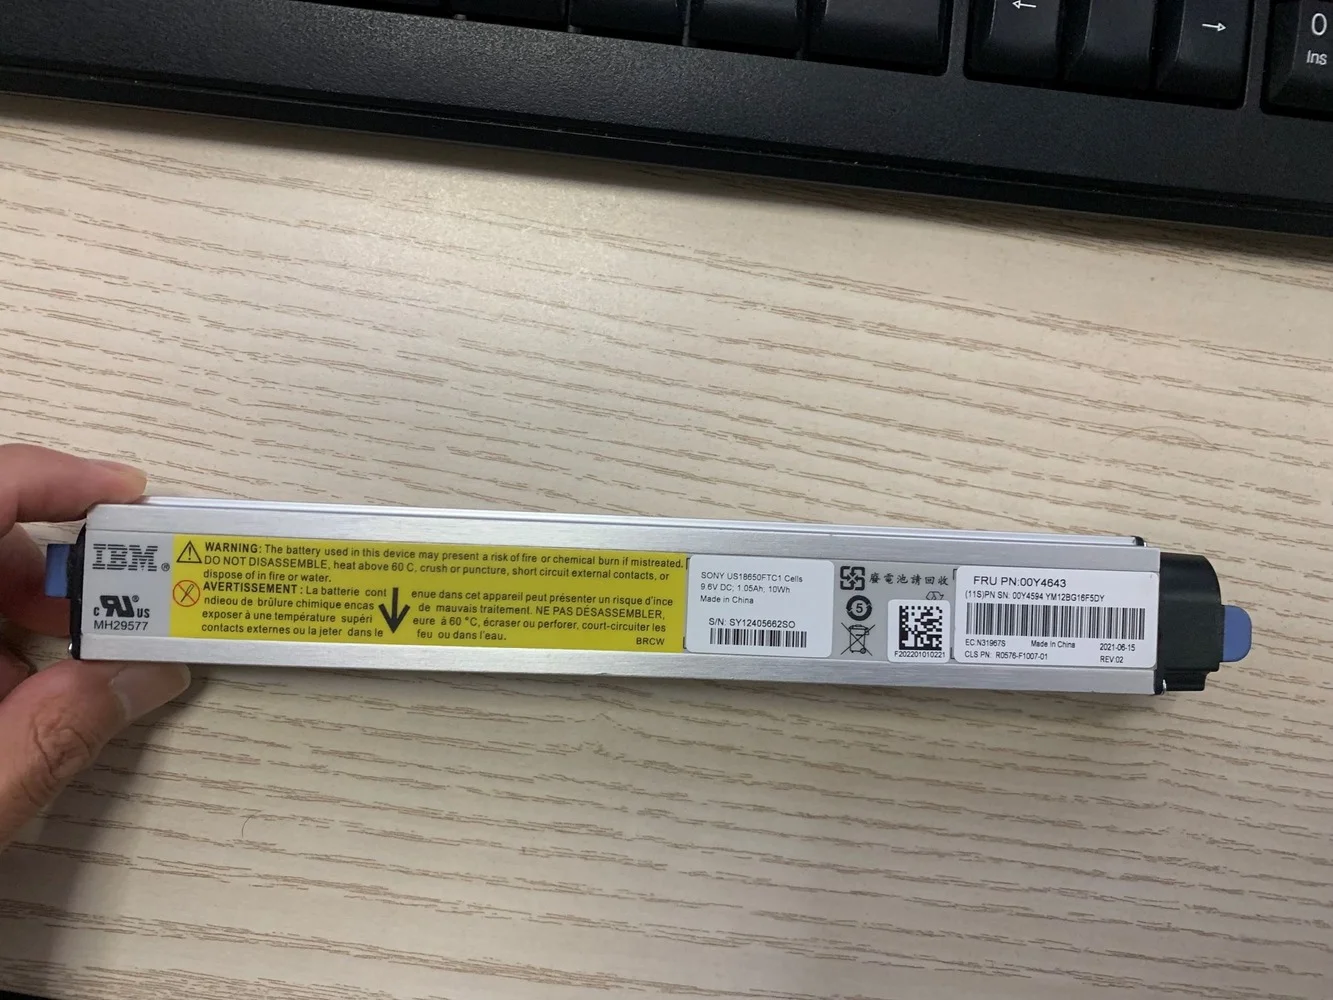 ←
→
0
Ins
IBM®
c RU® US
MH29577
WARNING: The battery used in this device may present a risk of fire or chemical burn if mistreated.
DO NOT DISASSEMBLE, heat above 60 C, crush or puncture, short circuit external contacts, or
dispose of in fire or water.
AVERTISSEMENT : La batterie cont enue dans cet appareil peut présenter un risque d'ince
ndieou de brûlure chimique encas de mauvais traitement. NE PAS DÉSASSEMBLER,
exposer à une température supéri eure à 60 °C, écraser ou perforer, court-circuiter les
contacts externes ou la jeter dans le feu ou dans l'eau.
BRCW
SONY US18650FTC1 Cells
9.6V DC; 1.05Ah; 10Wh
Made in China
S/N: SY12405662SO
廢電池請回收
5
F202201010221
FRU PN:00Y4643
(11S)PN SN: 00Y4594 YM12BG16F5DY
EC:N31967S Made In China 2021-06-15
CLS PN: R0576-F1007-01 REV:02